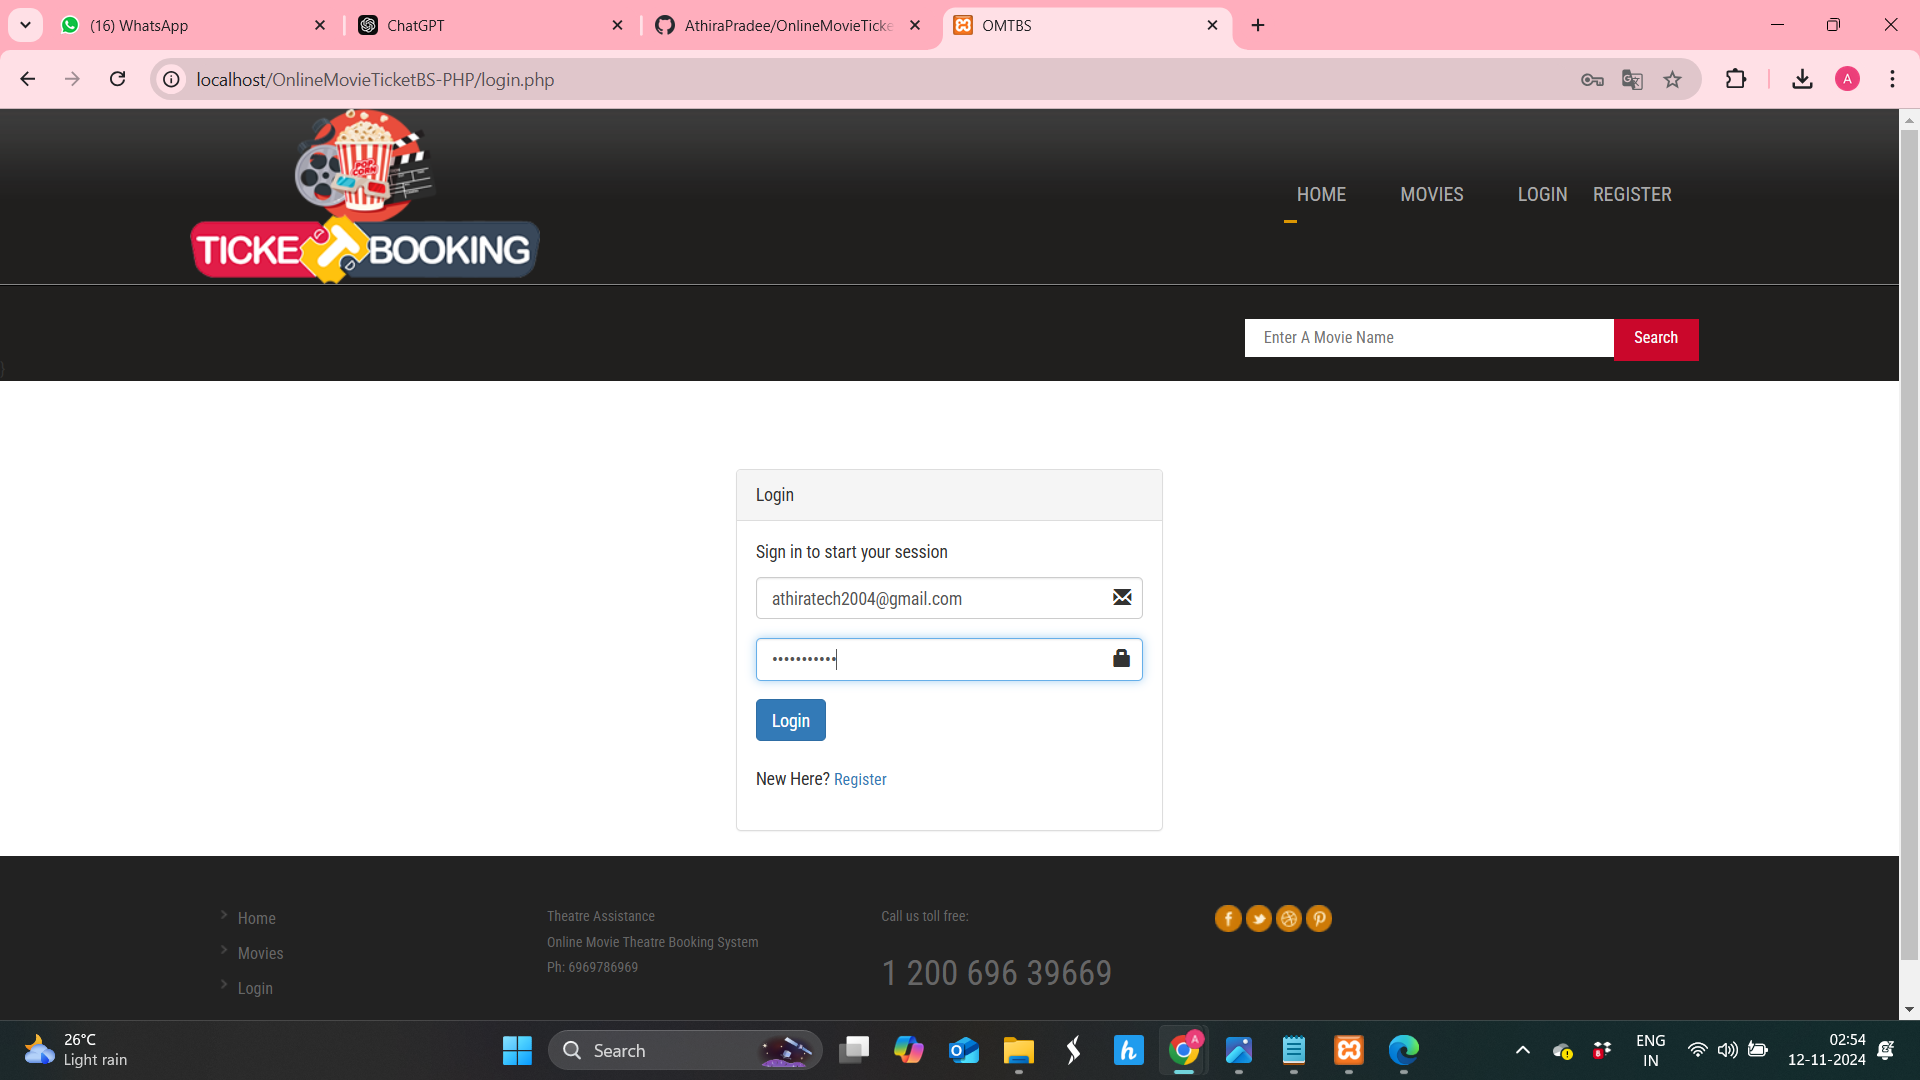 (16) WhatsApp
ChatGPT
AthiraPradee/OnlineMovieTicke
OMTBS
localhost/OnlineMovieTicketBS-PHP/login.php
A
POP CORN
TICKE T BOOKING
HOME MOVIES LOGIN REGISTER
Enter A Movie Name
Search
}
Login
Sign in to start your session
athiratech2004@gmail.com
•••••••••••
Login
New Here? Register
Home
Movies
Login
Theatre Assistance
Online Movie Theatre Booking System
Ph: 6969786969
Call us toll free:
1 200 696 39669
26°C
Light rain
Search
A
ENG
IN
02:54
12-11-2024